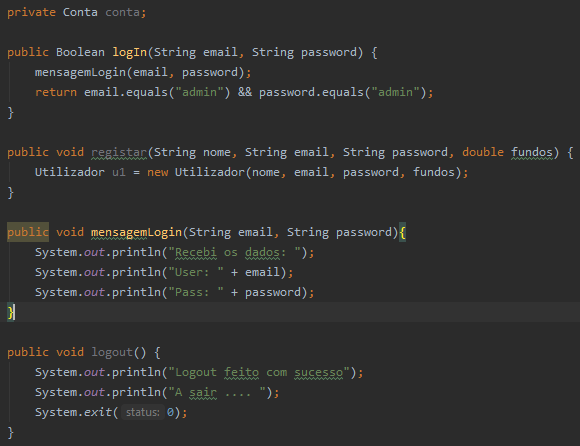 private Conta conta;
public Boolean logIn(String email, String password) {
mensagemLogin(email, password);
return email.equals("admin") && password.equals("admin");
}
public void registar(String nome, String email, String password, double fundos) {
Utilizador u1 = new Utilizador(nome, email, password, fundos);
}
public void mensagemLogin(String email, String password){
System.out.println("Recebi os dados: ");
System.out.println("User: " + email);
System.out.println("Pass: " + password);
}
public void logout() {
System.out.println("Logout feito com sucesso");
System.out.println("A sair .... ");
System.exit( status: 0);
}